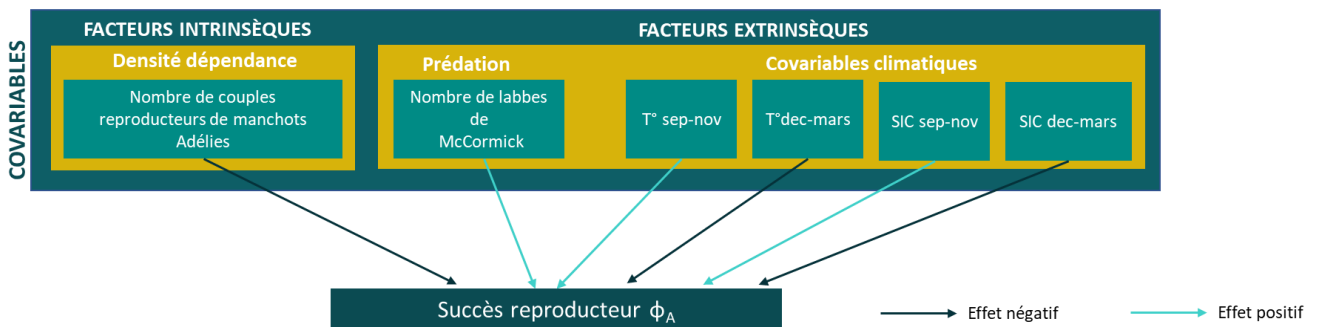 COVARIABLES
FACTEURS INTRINSÈQUES
Densité dépendance
Nombre de couples
reproducteurs de manchots
Adélies
FACTEURS EXTRINSÈQUES
Prédation
Nombre de labbes
de
McCormick
Covariables climatiques
T° sep-nov
T°dec-mars
SIC sep-nov
SIC dec-mars
Succès reproducteur ϕA
Effet négatif
Effet positif